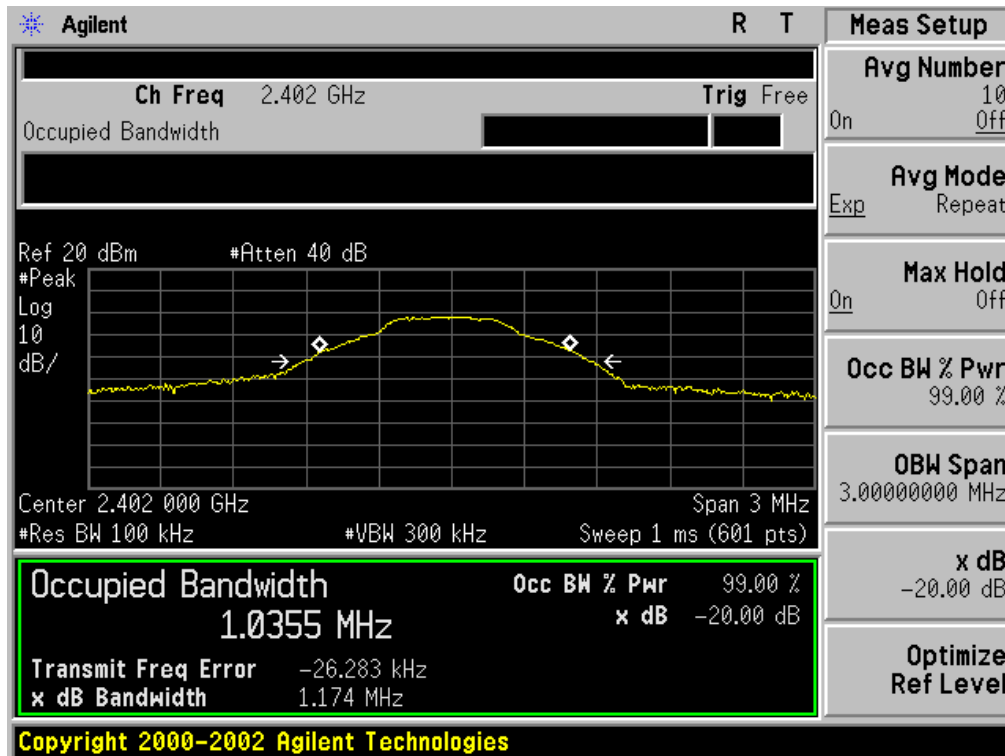 Agilent R T
Ch Freq 2.402 GHz Trig Free
Occupied Bandwidth
Ref 20 dBm #Atten 40 dB
#Peak
Log
10
dB/
Center 2.402 000 GHz Span 3 MHz
#Res BW 100 kHz #VBW 300 kHz Sweep 1 ms (601 pts)
Occupied Bandwidth Occ BW % Pwr 99.00 %
1.0355 MHz x dB -20.00 dB
Transmit Freq Error -26.283 kHz
x dB Bandwidth 1.174 MHz
Copyright 2000-2002 Agilent Technologies
Meas Setup
Avg Number
10
On Off
Avg Mode
Exp Repeat
Max Hold
On Off
Occ BW % Pwr
99.00 %
OBW Span
3.00000000 MHz
x dB
-20.00 dB
Optimize
Ref Level